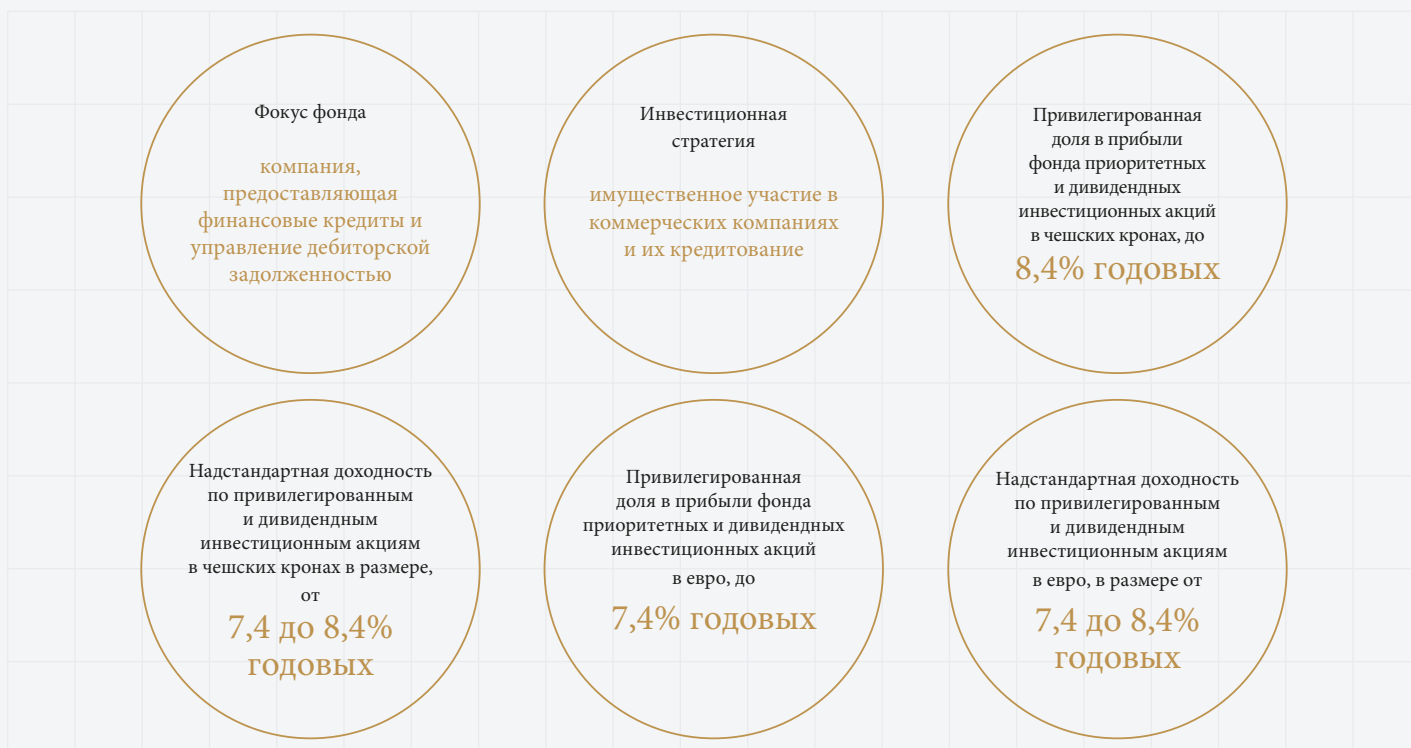 Фокус фонда
компания,
предоставляющая
финансовые кредиты и
управление дебиторской
задолженностью
Инвестиционная
стратегия
имущественное участие в
коммерческих компаниях
и их кредитование
Привилегированная
доля в прибыли
фонда приоритетных
и дивидендных
инвестиционных акций
в чешских кронах, до
8,4% годовых
Надстандартная доходность
по привилегированным
и дивидендным
инвестиционным акциям
в чешских кронах в размере,
от
7,4 до 8,4%
годовых
Привилегированная
доля в прибыли фонда
приоритетных и дивидендных
инвестиционных акций
в евро, до
7,4% годовых
Надстандартная доходность
по привилегированным
и дивидендным
инвестиционным акциям
в евро, в размере от
7,4 до 8,4%
годовых